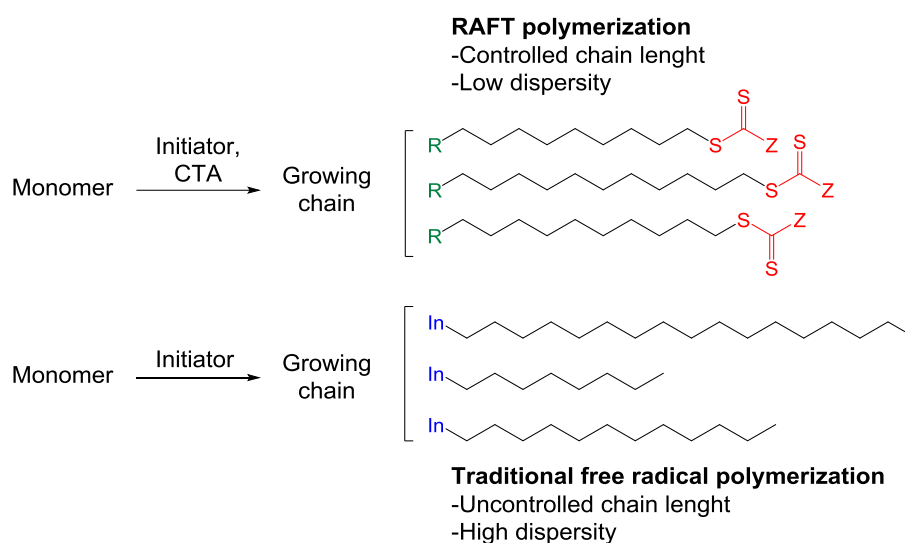 RAFT polymerization
-Controlled chain lenght
-Low dispersity
Monomer
Initiator,
CTA
Growing
chain
R
S
S
Z
R
S
S
Z
R
S
S
Z
Monomer
Initiator
Growing
chain
In
In
In
Traditional free radical polymerization
-Uncontrolled chain lenght
-High dispersity